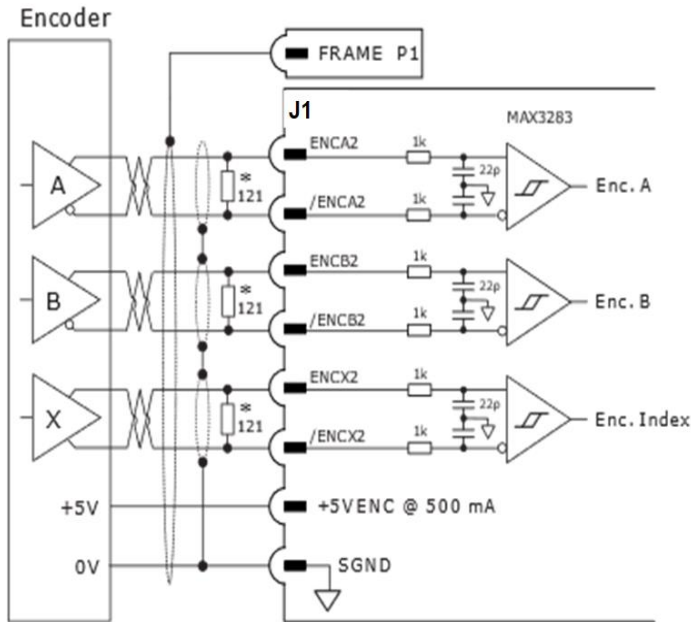 Encoder
FRAME P1
J1
MAX3283
A
*
121
ENCA2
1k
22p
Enc.A
/ENCA2
1k
B
*
121
ENCB2
1k
22p
Enc.B
/ENCB2
1k
X
*
121
ENCX2
1k
22p
Enc.Index
/ENCX2
1k
+5V
+5VENC @ 500 mA
0V
SGND